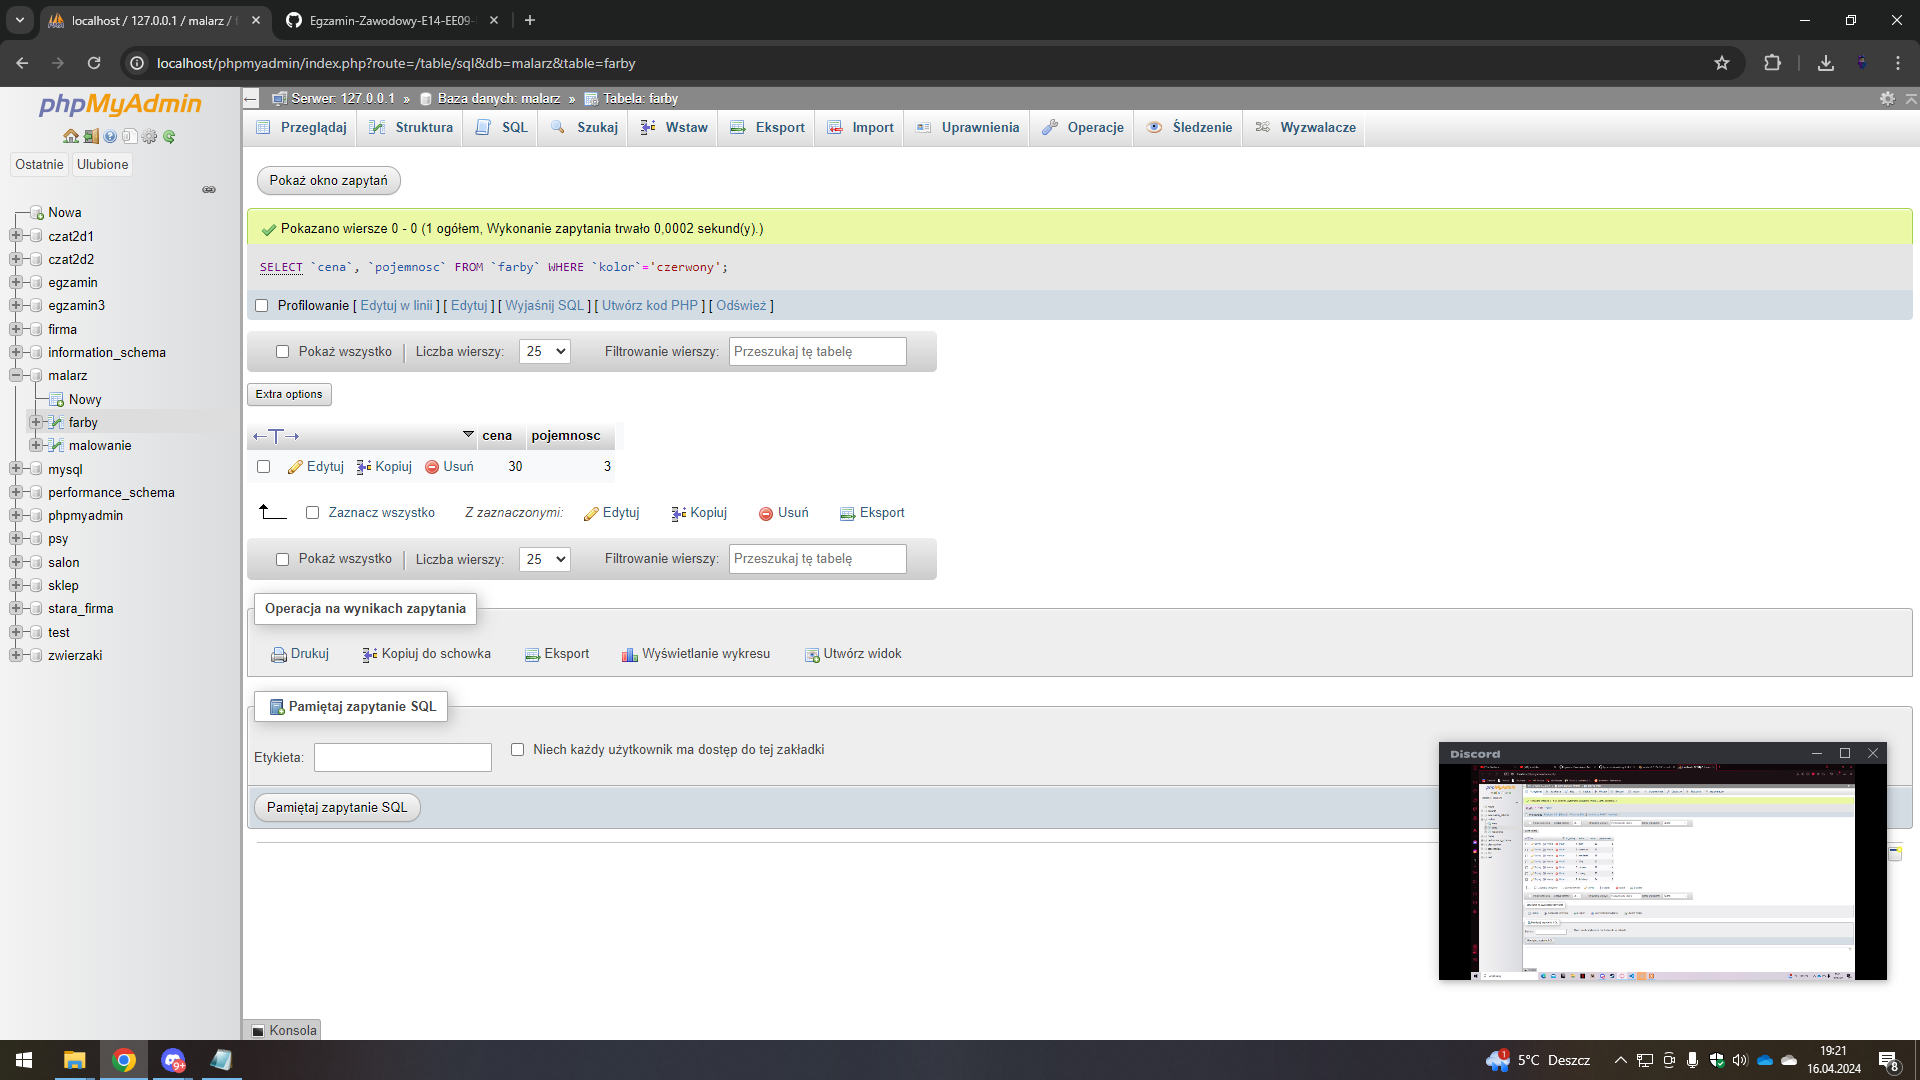 localhost / 127.0.0.1 / malarz / f
Egzamin-Zawodowy-E14-EE09-
localhost/phpmyadmin/index.php?route=/table/sql&db=malarz&table=farby
phpMyAdmin
Ostatnie
Ulubione
Nowa
czat2d1
czat2d2
egzamin
egzamin3
firma
information_schema
malarz
Nowy
farby
malowanie
mysql
performance_schema
phpmyadmin
psy
salon
sklep
stara_firma
test
zwierzaki
Serwer: 127.0.0.1 » Baza danych: malarz » Tabela: farby
Przeglądaj Struktura SQL Szukaj Wstaw Eksport Import Uprawnienia Operacje Śledzenie Wyzwalacze
Pokaż okno zapytań
Pokazano wiersze 0 - 0 (1 ogółem, Wykonanie zapytania trwało 0,0002 sekund(y).)
SELECT `cena`, `pojemnosc` FROM `farby` WHERE `kolor`='czerwony';
Profilowanie [ Edytuj w linii ] [ Edytuj ] [ Wyjaśnij SQL ] [ Utwórz kod PHP ] [ Odśwież ]
Pokaż wszystko Liczba wierszy: 25 Filtrowanie wierszy: Przeszukaj tę tabelę
Extra options
←T→ cena pojemnosc
Edytuj Kopiuj Usuń 30 3
Zaznacz wszystko Z zaznaczonymi: Edytuj Kopiuj Usuń Eksport
Pokaż wszystko Liczba wierszy: 25 Filtrowanie wierszy: Przeszukaj tę tabelę
Operacja na wynikach zapytania
Drukuj Kopiuj do schowka Eksport Wyświetlanie wykresu Utwórz widok
Pamiętaj zapytanie SQL
Etykieta: Niech każdy użytkownik ma dostęp do tej zakładki
Pamiętaj zapytanie SQL
Konsola
Discord
phpMyAdmin
9+
1
5°C Deszcz
19:21
16.04.2024
8